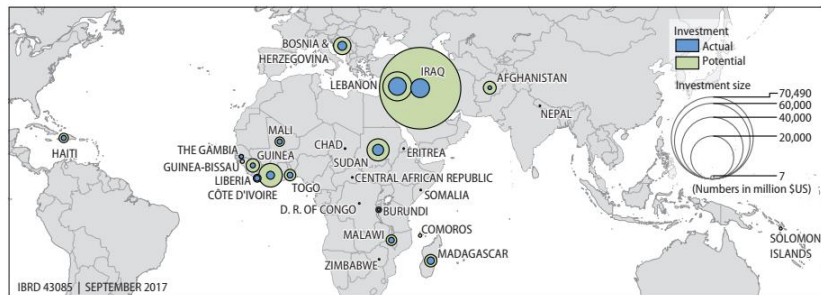 BOSNIA &
HERZEGOVINA
LEBANON
IRAQ
AFGHANISTAN
NEPAL
HAITI
MALI
THE GAMBIA
GUINEA-BISSAU
GUINEA
LIBERIA
CÔTE D'IVOIRE
TOGO
CHAD
SUDAN
ERITREA
CENTRAL AFRICAN REPUBLIC
SOMALIA
D. R. OF CONGO
BURUNDI
MALAWI
COMOROS
ZIMBABWE
MADAGASCAR
SOLOMON
ISLANDS
Investment
Actual
Potential
Investment size
70,490
60,000
40,000
20,000
7
(Numbers in million $US)
IBRD 43085 | SEPTEMBER 2017